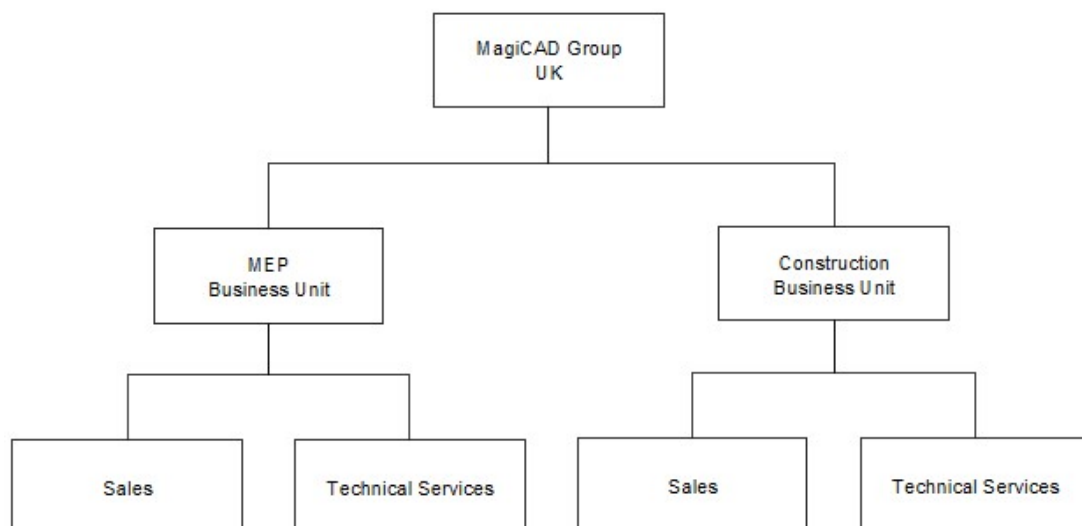 MagiCAD Group
UK
MEP
Business Unit
Construction
Business Unit
Sales
Technical Services
Sales
Technical Services